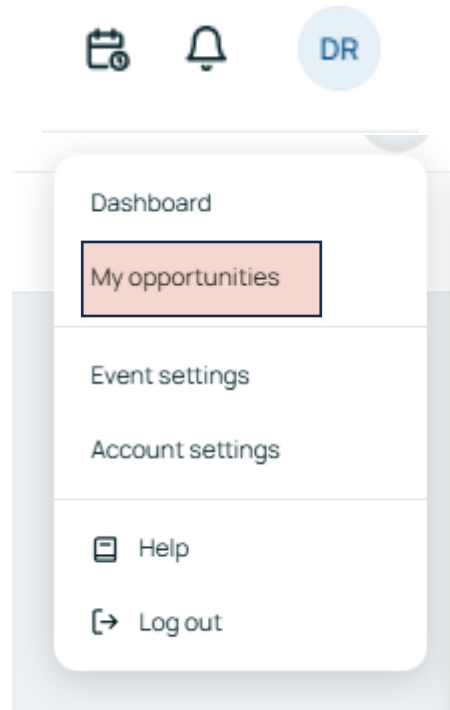 DR
Dashboard
My opportunities
Event settings
Account settings
Help
Log out